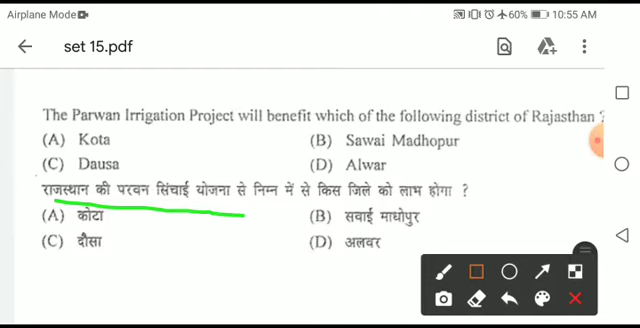 Airplane Mode 60% 10:55 AM
set 15.pdf
The Parwan Irrigation Project will benefit which of the following district of Rajasthan ?
(A) Kota (B) Sawai Madhopur
(C) Dausa (D) Alwar
राजस्थान की परवन सिंचाई योजना से निम्न में से किस जिले को लाभ होगा ?
(A) कोटा (B) सवाई माधोपुर
(C) दौसा (D) अलवर